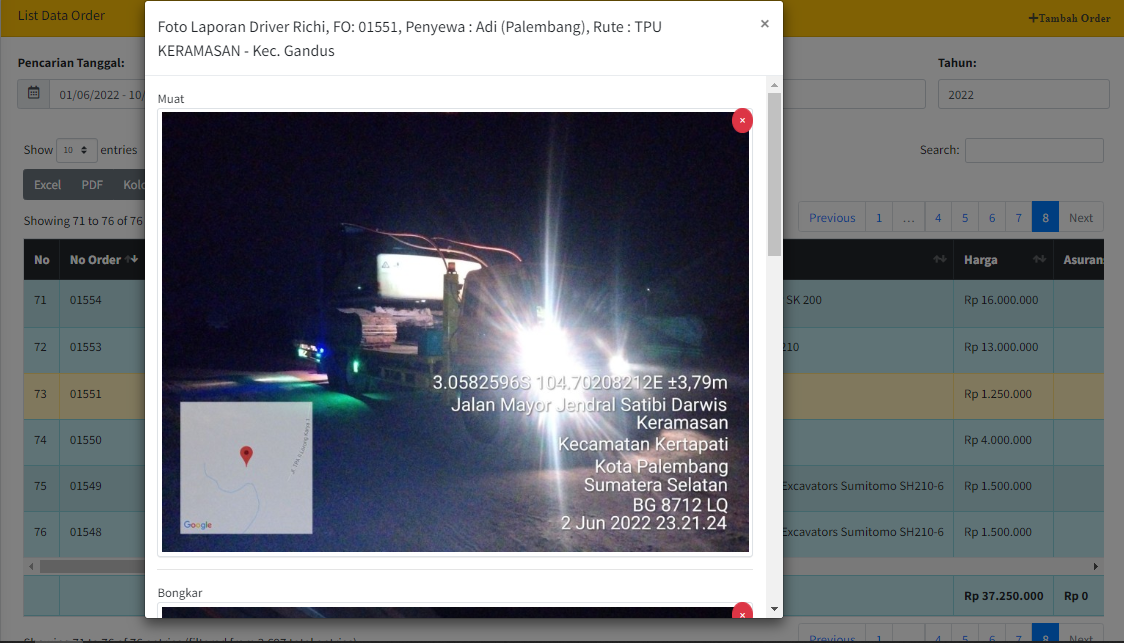 List Data Order
+Tambah Order
Foto Laporan Driver Richi, FO: 01551, Penyewa : Adi (Palembang), Rute : TPU
KERAMASAN - Kec. Gandus
×
Pencarian Tanggal:
Tahun:
01/06/2022 - 10/
2022
Muat
×
Show 10 entries
Search:
Excel PDF Kolo
Showing 71 to 76 of 76
Previous 1 ... 4 5 6 7 8 Next
No No Order Harga Asurans
71 01554 SK 200 Rp 16.000.000
72 01553 210 Rp 13.000.000
73 01551 Rp 1.250.000
74 01550 Rp 4.000.000
75 01549 Excavators Sumitomo SH210-6 Rp 1.500.000
76 01548 Excavators Sumitomo SH210-6 Rp 1.500.000
3.0582596S 104.70208212E ±3,79m
Jalan Mayor Jendral Satibi Darwis
Keramasan
Kecamatan Kertapati
Kota Palembang
Sumatera Selatan
BG 8712 LQ
2 Jun 2022 23.21.24
Google
Rp 37.250.000 Rp 0
Bongkar
×
Previous 1 4 5 6 7 8 Next